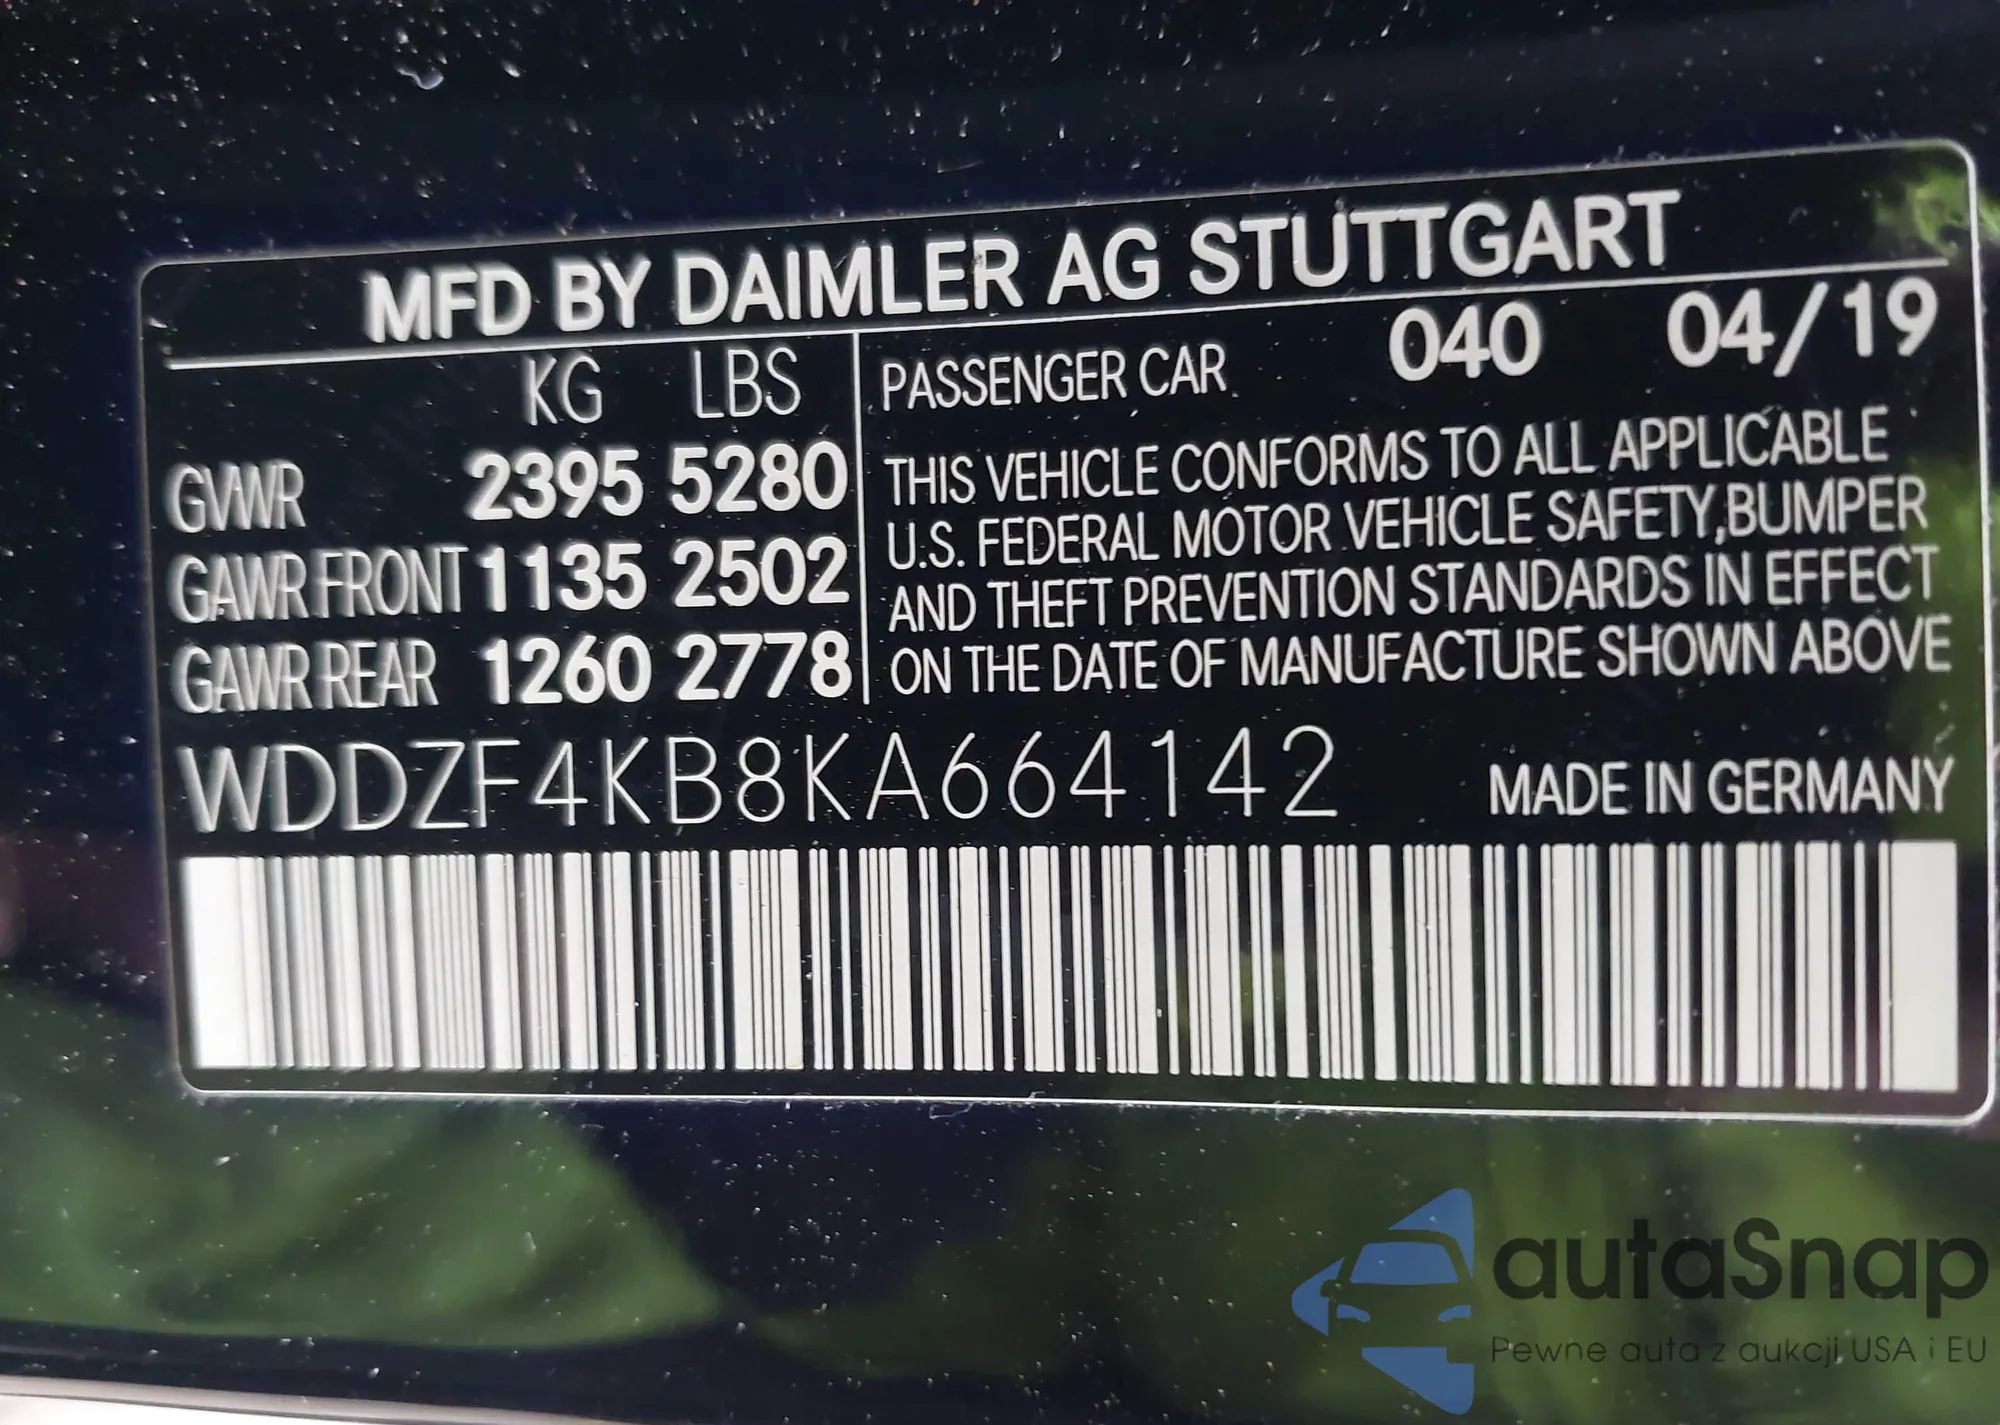 MFD BY DAIMLER AG STUTTGART
KG LBS
GVWR 2395 5280
GAWR FRONT 1135 2502
GAWR REAR 1260 2778
PASSENGER CAR 040 04/19
THIS VEHICLE CONFORMS TO ALL APPLICABLE
U.S. FEDERAL MOTOR VEHICLE SAFETY,BUMPER
AND THEFT PREVENTION STANDARDS IN EFFECT
ON THE DATE OF MANUFACTURE SHOWN ABOVE
WDDZF4KB8KA664142 MADE IN GERMANY
autaSnap
Pewne auta z aukcji USA i EU